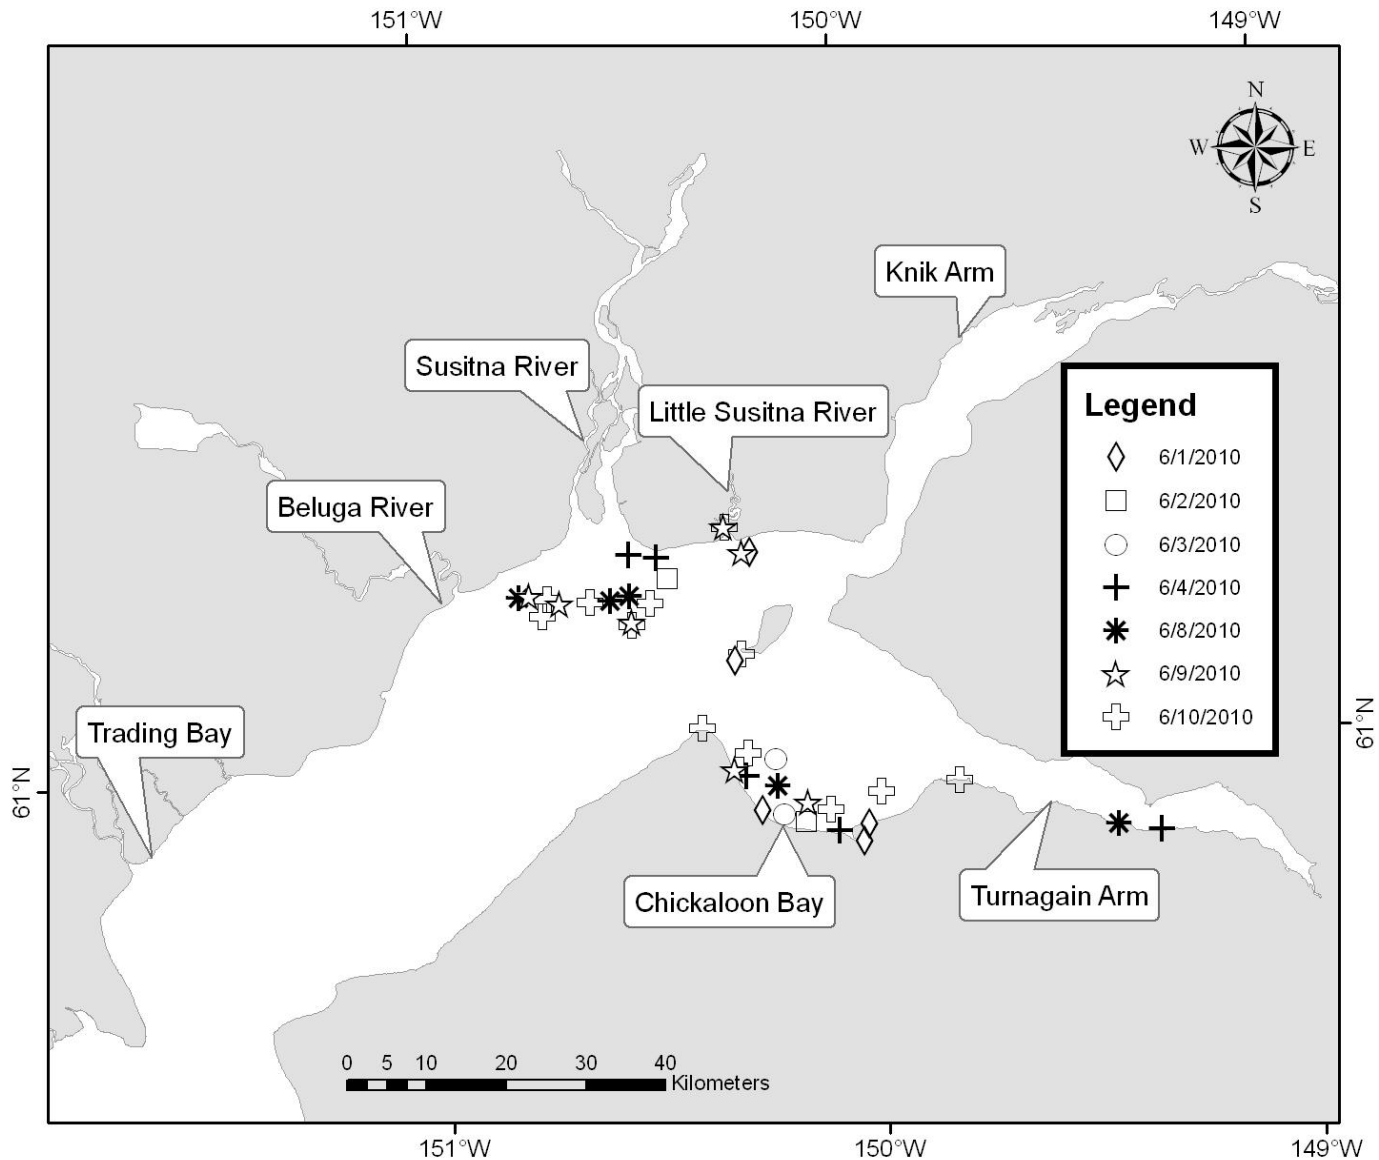 151°W
150°W
149°W
N
W
E
S
Knik Arm
Susitna River
Little Susitna River
Beluga River
Legend
6/1/2010
6/2/2010
6/3/2010
6/4/2010
6/8/2010
6/9/2010
6/10/2010
Trading Bay
61°N
61°N
Chickaloon Bay
Turnagain Arm
0 5 10 20 30 40
Kilometers
151°W
150°W
149°W